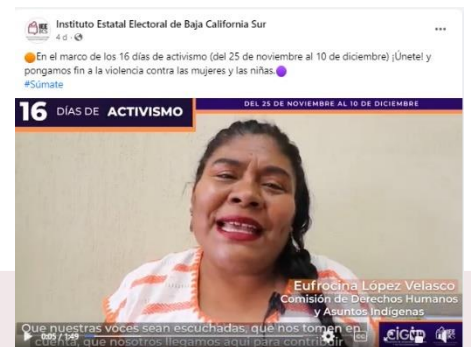 Instituto Estatal Electoral de Baja California Sur
4 d ·
En el marco de los 16 días de activismo (del 25 de noviembre al 10 de diciembre) ¡Únete! y
pongamos fin a la violencia contra las mujeres y las niñas.
#Súmate
16 DÍAS DE ACTIVISMO
DEL 25 DE NOVIEMBRE AL 10 DE DICIEMBRE
Eufrocina López Velasco
Comisión de Derechos Humanos
y Asuntos Indígenas
Que nuestras voces sean escuchadas, que nos tomen en
cuenta, que nosotros llegamos aquí para contribuir
0:05 / 1:49